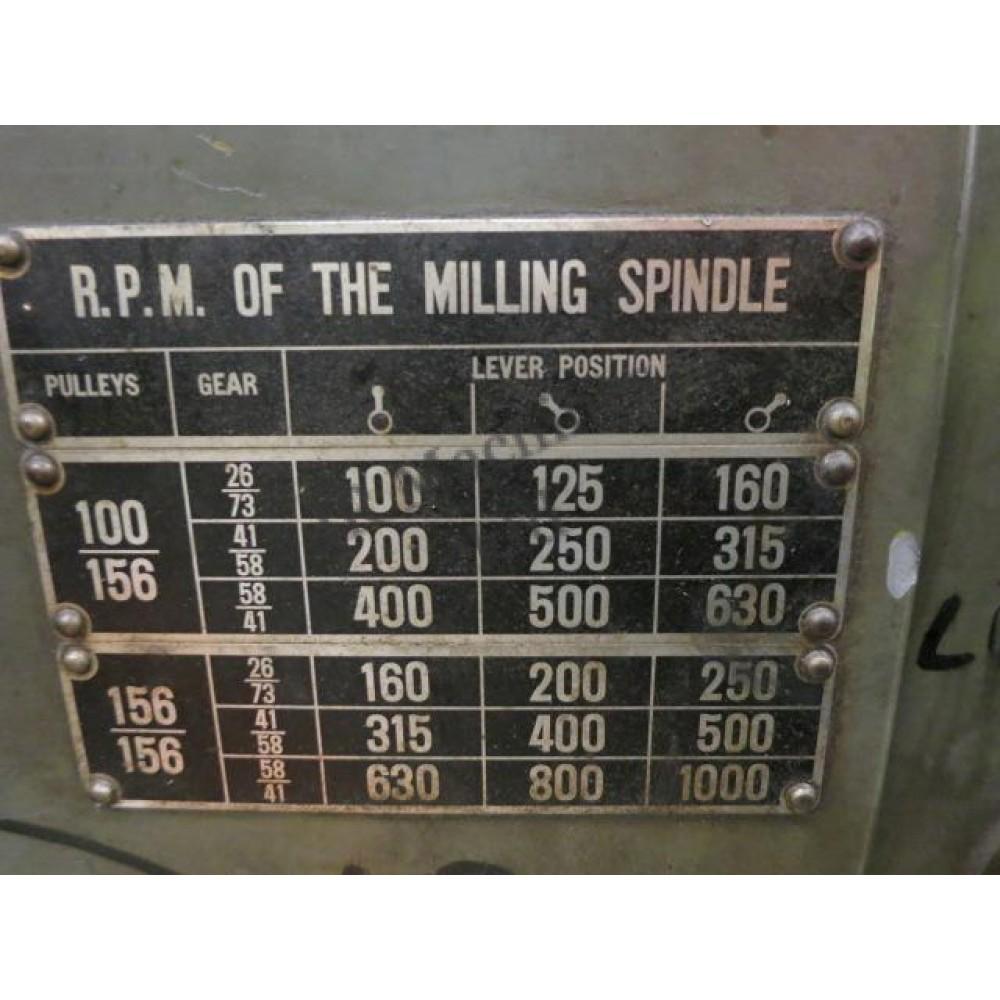 R.P.M. OF THE MILLING SPINDLE
PULLEYS GEAR LEVER POSITION
100/156 26/73 100 125 160
41/58 200 250 315
58/41 400 500 630
156/156 26/73 160 200 250
41/58 315 400 500
58/41 630 800 1000